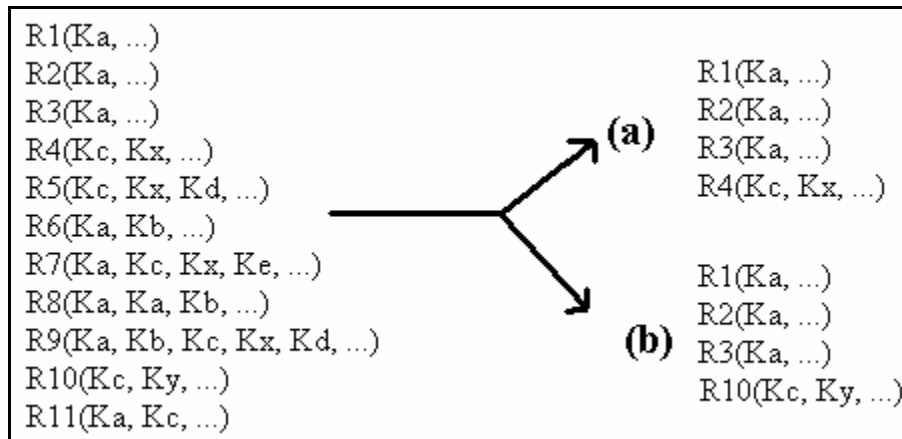 R1(Ka, ...)
R2(Ka, ...)
R3(Ka, ...)
R4(Kc, Kx, ...)
R5(Kc, Kx, Kd, ...)
R6(Ka, Kb, ...)
R7(Ka, Kc, Kx, Ke, ...)
R8(Ka, Ka, Kb, ...)
R9(Ka, Kb, Kc, Kx, Kd, ...)
R10(Kc, Ky, ...)
R11(Ka, Kc, ...)
(a)
R1(Ka, ...)
R2(Ka, ...)
R3(Ka, ...)
R4(Kc, Kx, ...)
(b)
R1(Ka, ...)
R2(Ka, ...)
R3(Ka, ...)
R10(Kc, Ky, ...)